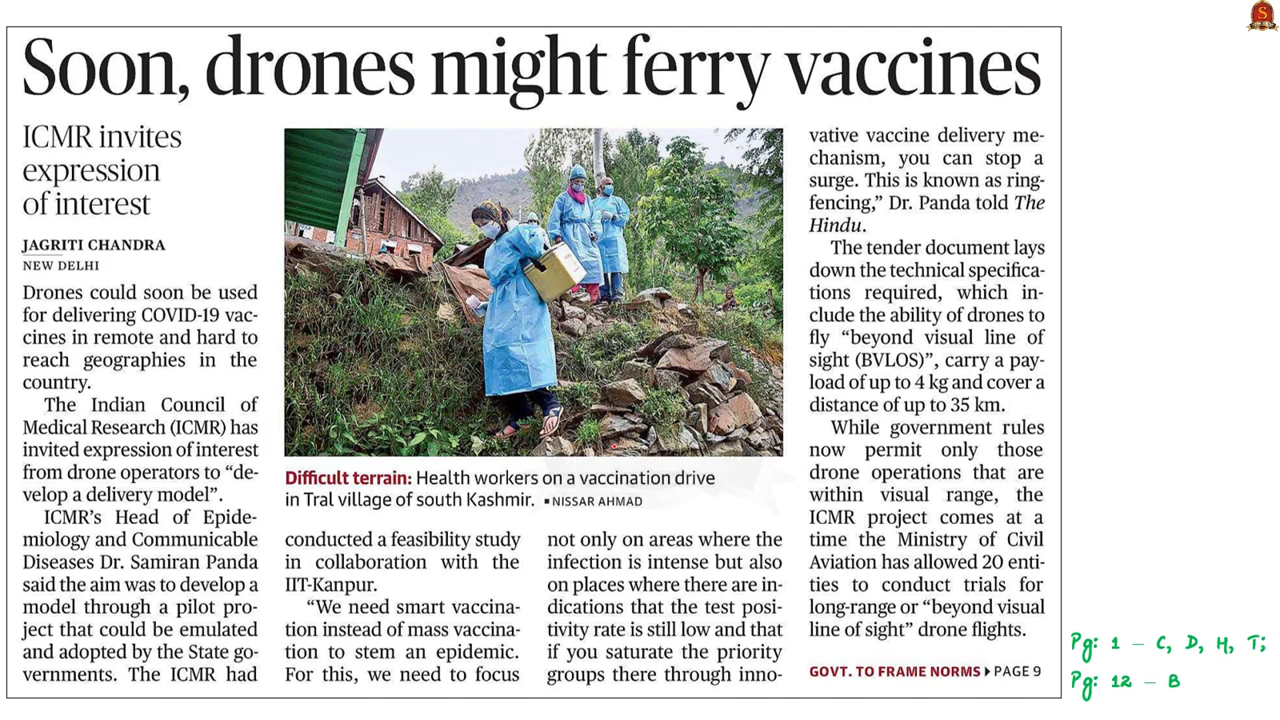 Soon, drones might ferry vaccines
ICMR invites
expression
of interest
JAGRITI CHANDRA
NEW DELHI
Drones could soon be used
for delivering COVID-19 vac-
cines in remote and hard to
reach geographies in the
country.
The Indian Council of
Medical Research (ICMR) has
invited expression of interest
from drone operators to “de-
velop a delivery model”.
ICMR’s Head of Epide-
miology and Communicable
Diseases Dr. Samiran Panda
said the aim was to develop a
model through a pilot pro-
ject that could be emulated
and adopted by the State go-
vernments. The ICMR had
Difficult terrain: Health workers on a vaccination drive
in Tral village of south Kashmir. ▪ NISSAR AHMAD
conducted a feasibility study
in collaboration with the
IIT-Kanpur.
“We need smart vaccina-
tion instead of mass vaccina-
tion to stem an epidemic.
For this, we need to focus
not only on areas where the
infection is intense but also
on places where there are in-
dications that the test posi-
tivity rate is still low and that
if you saturate the priority
groups there through inno-
vative vaccine delivery me-
chanism, you can stop a
surge. This is known as ring-
fencing,” Dr. Panda told The
Hindu.
The tender document lays
down the technical specifica-
tions required, which in-
clude the ability of drones to
fly “beyond visual line of
sight (BVLOS)”, carry a pay-
load of up to 4 kg and cover a
distance of up to 35 km.
While government rules
now permit only those
drone operations that are
within visual range, the
ICMR project comes at a
time the Ministry of Civil
Aviation has allowed 20 enti-
ties to conduct trials for
long-range or “beyond visual
line of sight” drone flights.
GOVT. TO FRAME NORMS ▶ PAGE 9
S
Pg: 1 – C, D, H, T;
Pg: 12 – B